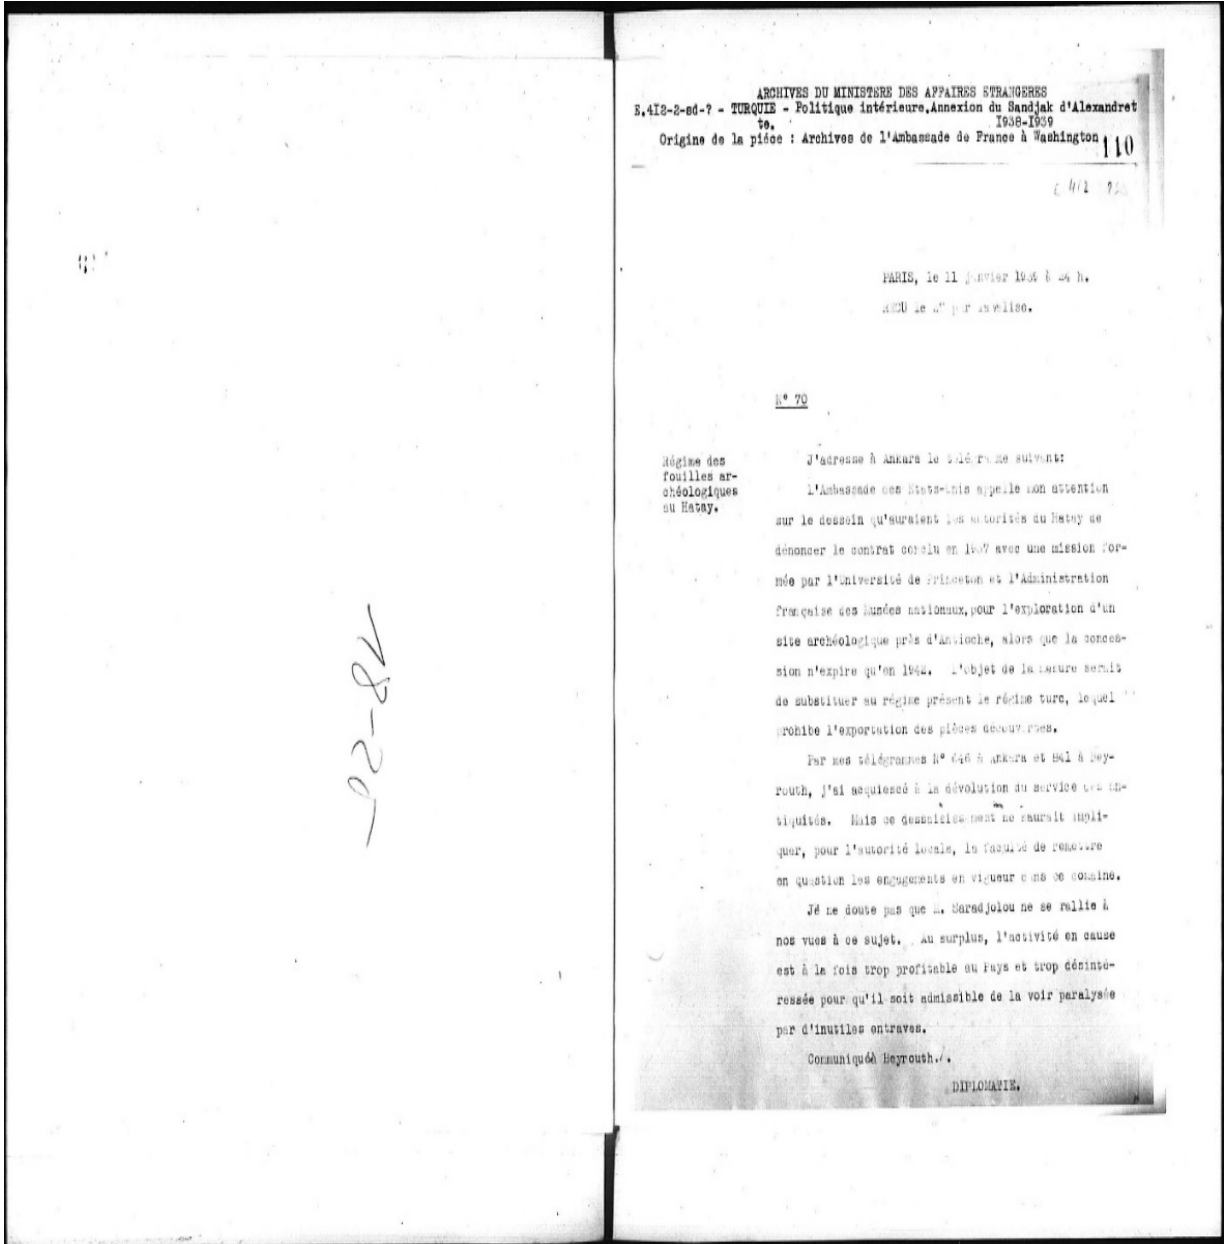 ARCHIVES DU MINISTERE DES AFFAIRES ETRANGERES
E.412-2-sd-7 - TURQUIE - Politique intérieure.Annexion du Sandjak d'Alexandret
te. 1938-1939
Origine de la pièce : Archives de l'Ambassade de France à Washington
110
412
PARIS, le 11 janvier à 24 h.
RECU le par la valise.
N° 70
Régime des
fouilles ar-
chéologiques
au Hatay.
J'adresse à Ankara le télégramme suivant:
l'Ambassade des Etats-Unis appelle mon attention
sur le dessein qu'auraient les autorités du Hatay de
dénoncer le contrat conclu en 1937 avec une mission for-
mée par l'Université de Princeton et l'Administration
française des Musées nationaux,pour l'exploration d'un
site archéologique près d'Antioche, alors que la conces-
sion n'expire qu'en 1942. L'objet de la mesure serait
de substituer au régime présent le régime turc, lequel
prohibe l'exportation des pièces découvertes.
Par mes télégrammes N° 646 à Ankara et 941 à Bey-
routh, j'ai acquiescé à la dévolution du service des an-
tiquités. Mais ce dessaisissement ne saurait impli-
quer, pour l'autorité locale, la faculté de remettre
en question les engagements en vigueur dans ce domaine.
Je ne doute pas que M. Saradjolou ne se rallie à
nos vues à ce sujet. Au surplus, l'activité en cause
est à la fois trop profitable au Pays et trop désinté-
ressée pour qu'il soit admissible de la voir paralysée
par d'inutiles entraves.
Communiqué à Beyrouth./.
DIPLOMATIE.